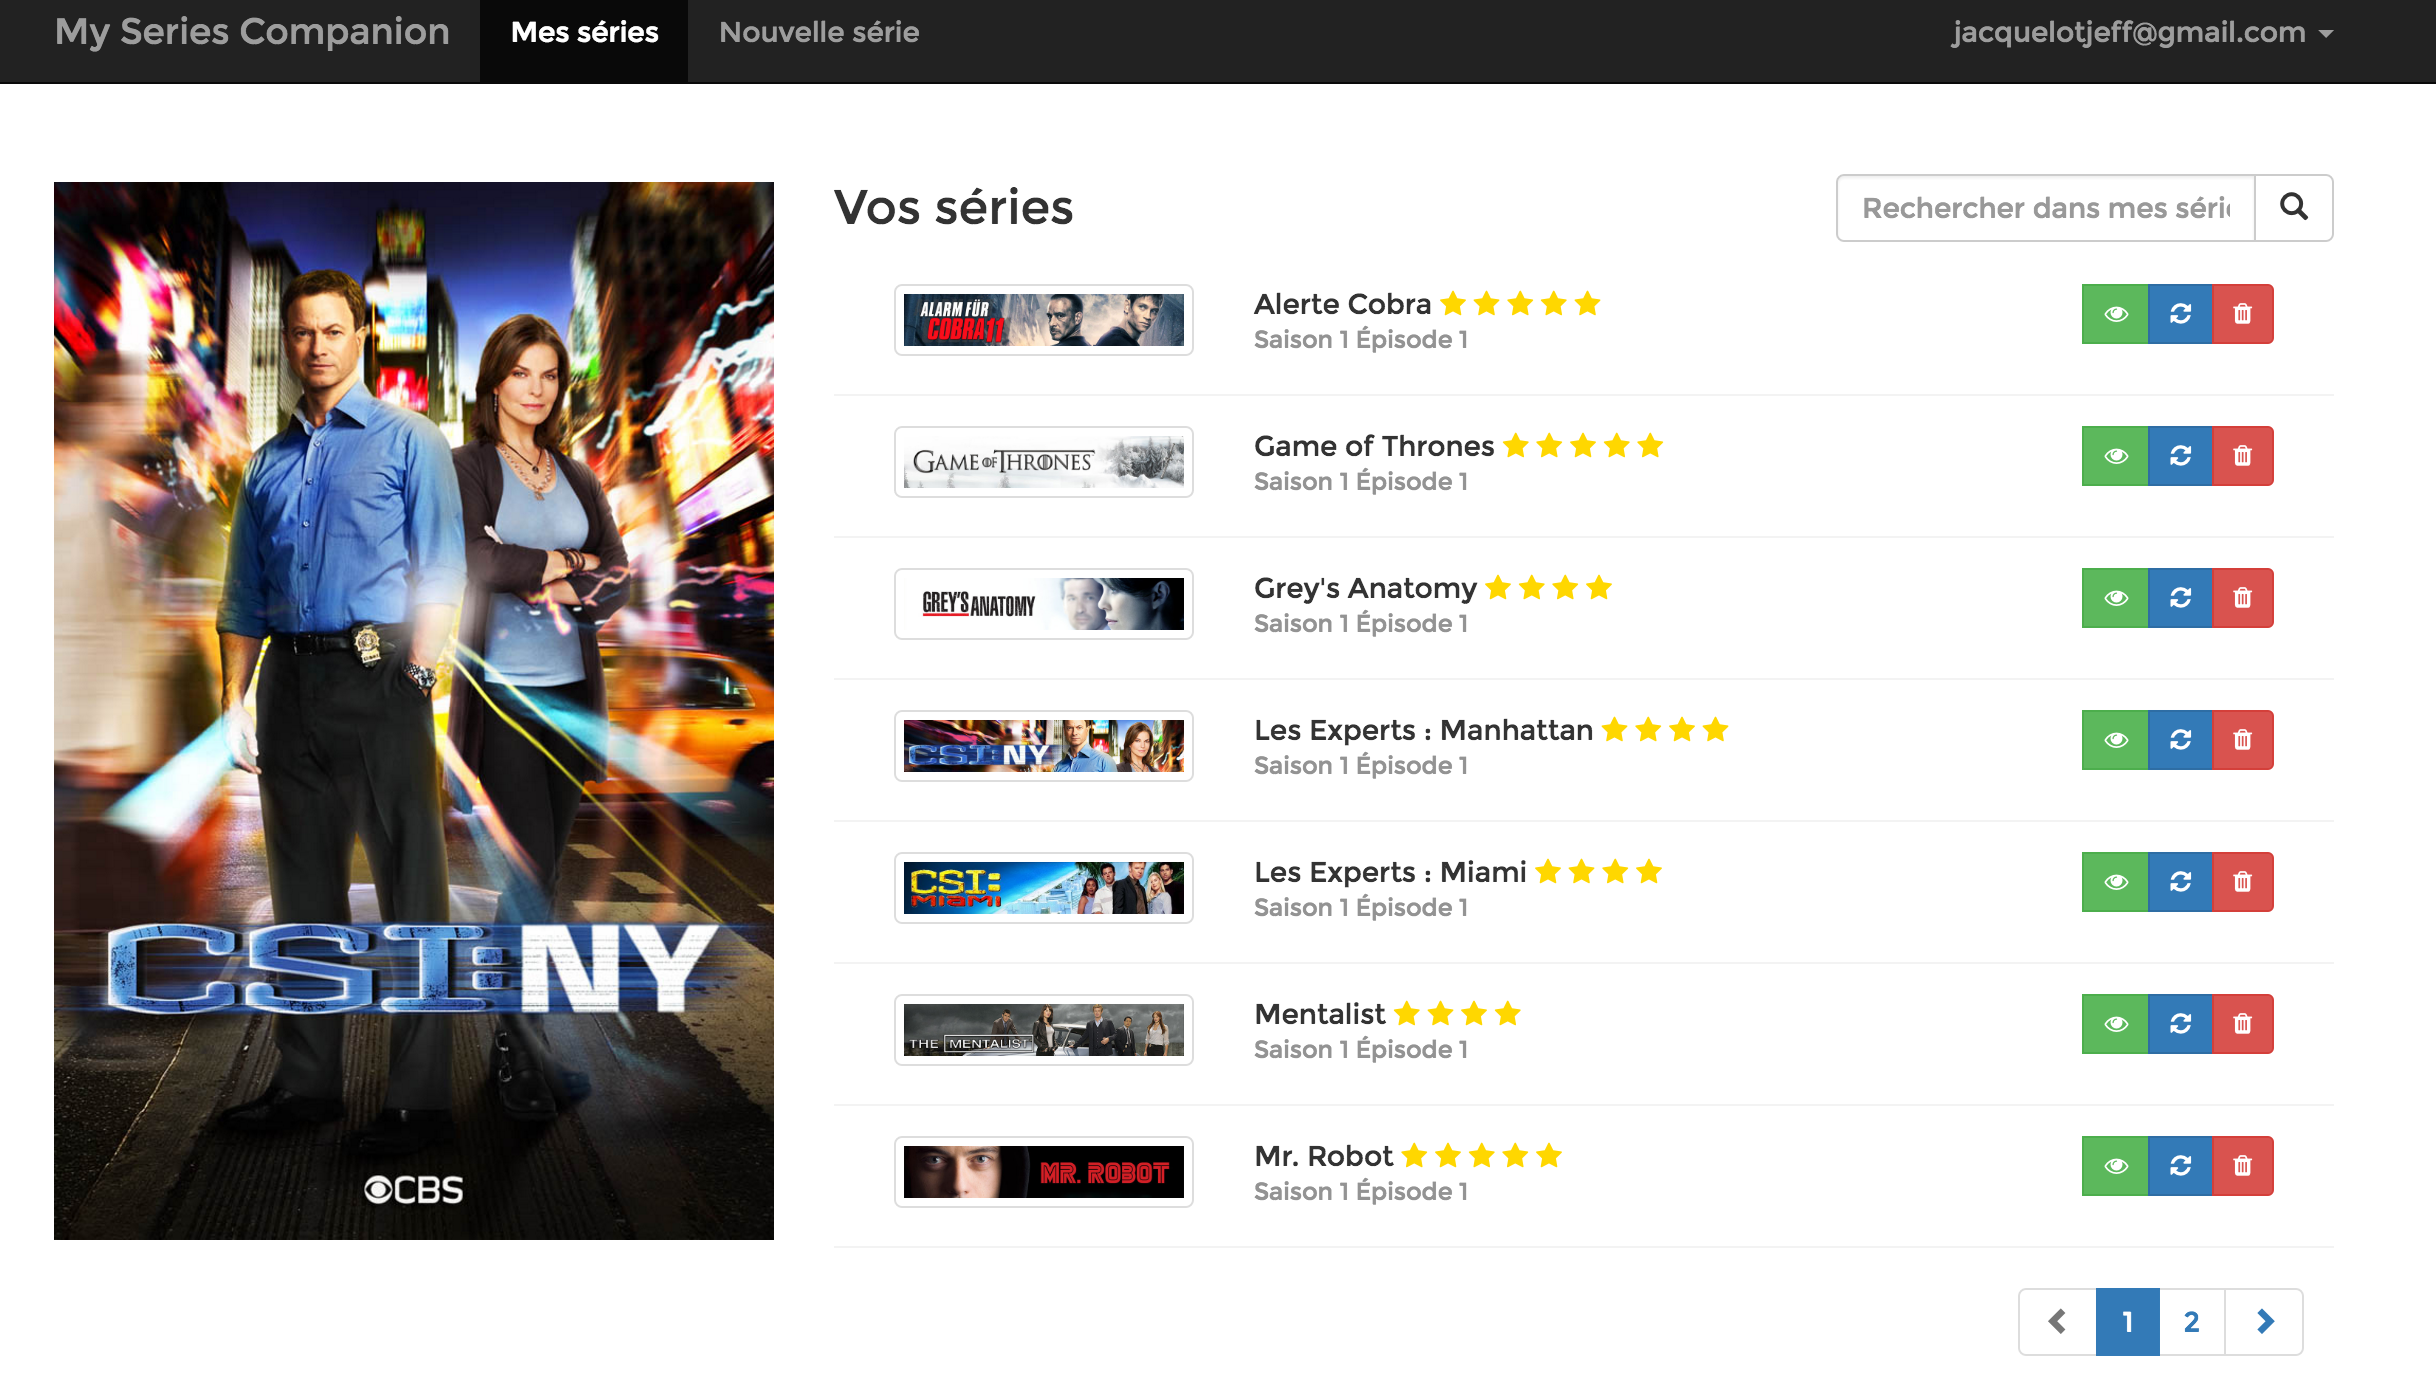 My Series Companion
Mes séries
Nouvelle série
jacquelotjeff@gmail.com
CSI:NY
CBS
Vos séries
Rechercher dans mes séri
ALARM FÜR
COBRA11
Alerte Cobra
Saison 1 Épisode 1
GAME OF THRONES
Game of Thrones
Saison 1 Épisode 1
GREY'S ANATOMY
Grey's Anatomy
Saison 1 Épisode 1
CSI:NY
Les Experts : Manhattan
Saison 1 Épisode 1
CSI:
MIAMI
Les Experts : Miami
Saison 1 Épisode 1
THE MENTALIST
Mentalist
Saison 1 Épisode 1
MR. ROBOT
Mr. Robot
Saison 1 Épisode 1
1
2